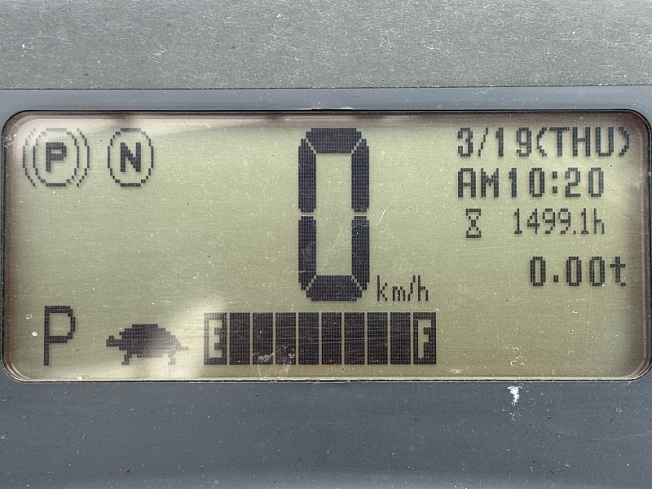 P N
0 km/h
3/19(THU)
AM10:20
1499.1h
0.00t
P
E F